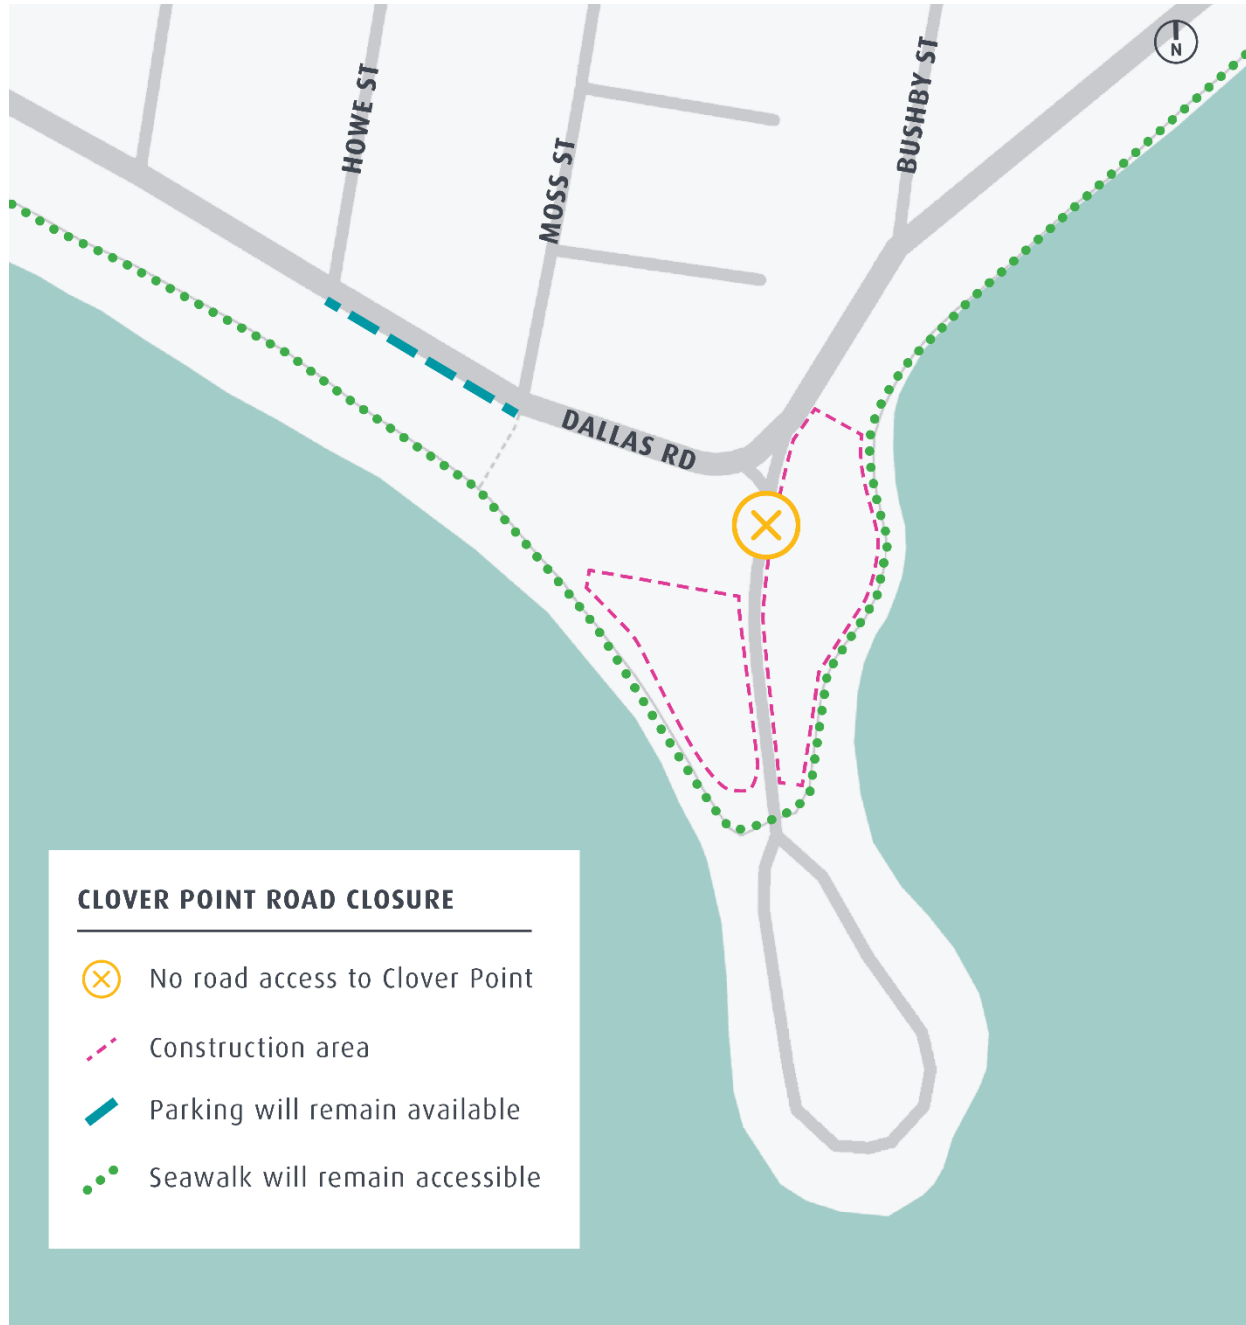 N
HOWE ST
MOSS ST
BUSHBY ST
DALLAS RD
CLOVER POINT ROAD CLOSURE
No road access to Clover Point
Construction area
Parking will remain available
Seawalk will remain accessible